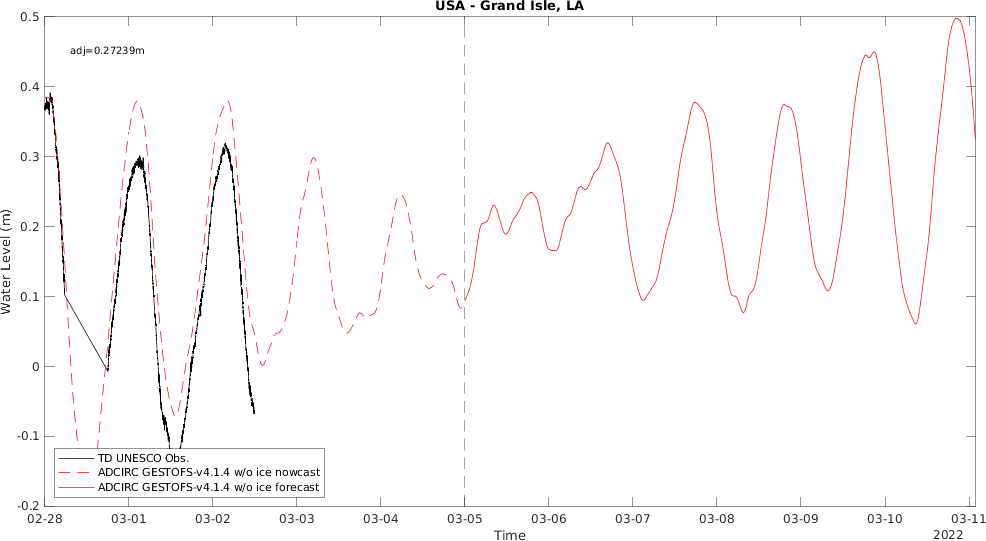 USA - Grand Isle, LA
adj=0.27239m
0.5
0.4
0.3
0.2
0.1
0
-0.1
-0.2
Water Level (m)
TD UNESCO Obs.
ADCIRC GESTOFS-v4.1.4 w/o ice nowcast
ADCIRC GESTOFS-v4.1.4 w/o ice forecast
02-28 03-01 03-02 03-03 03-04 03-05 03-06 03-07 03-08 03-09 03-10 03-11
Time
2022